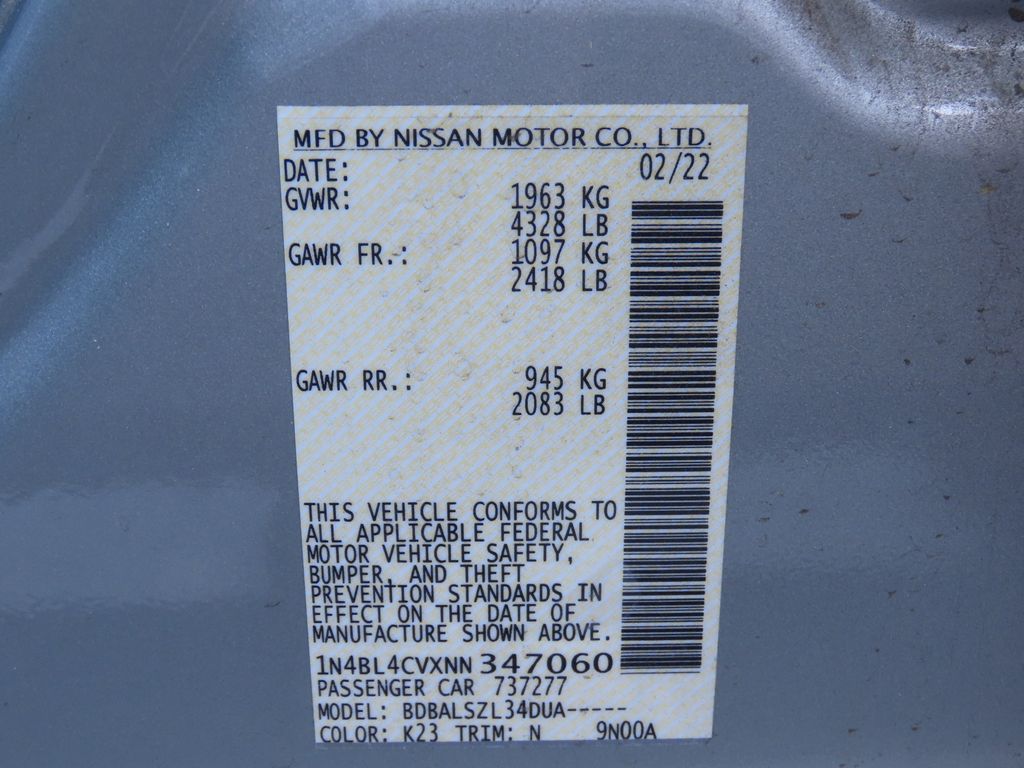 MFD BY NISSAN MOTOR CO., LTD.
DATE: 02/22
GVWR: 1963 KG
4328 LB
GAWR FR.: 1097 KG
2418 LB
GAWR RR.: 945 KG
2083 LB
THIS VEHICLE CONFORMS TO
ALL APPLICABLE FEDERAL
MOTOR VEHICLE SAFETY,
BUMPER, AND THEFT
PREVENTION STANDARDS IN
EFFECT ON THE DATE OF
MANUFACTURE SHOWN ABOVE.
1N4BL4CVXNN 347060
PASSENGER CAR 737277
MODEL: BDBALSZL34DUA-----
COLOR: K23 TRIM: N 9N00A